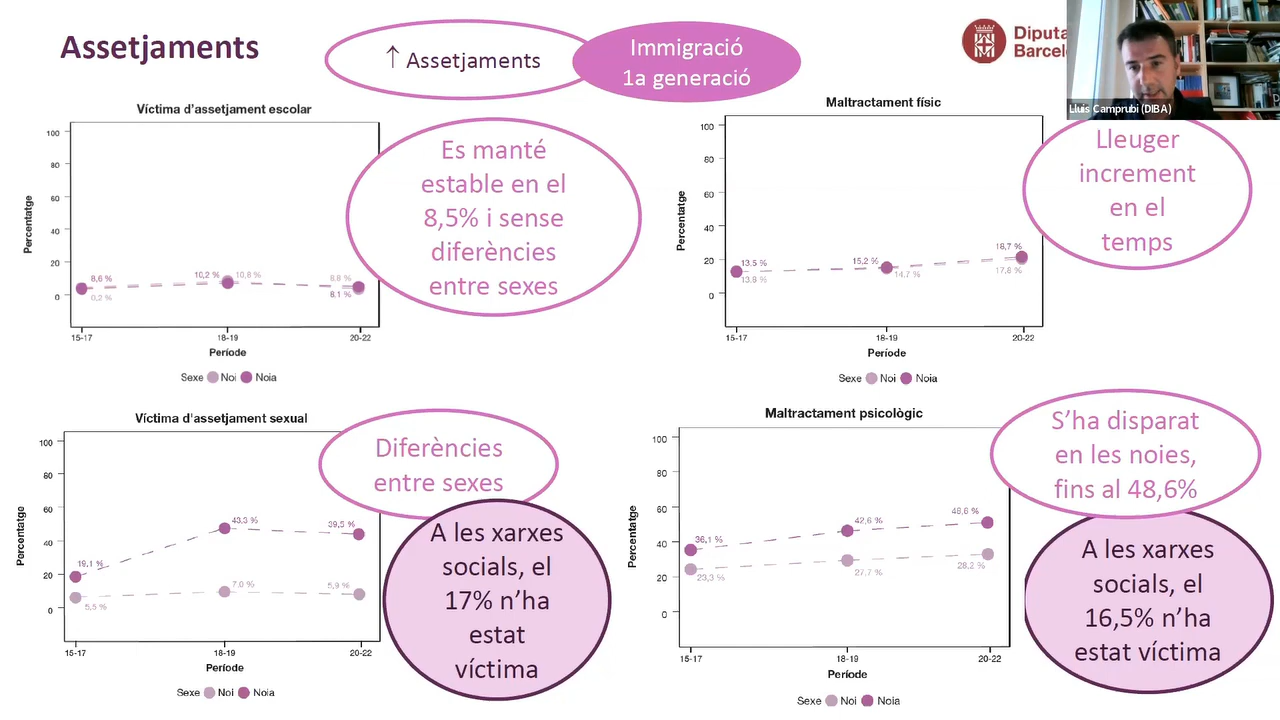 Assetjaments
↑ Assetjaments
Immigració
1a generació
Diputa
Barcel
Lluis Camprubi (DIBA)
Víctima d'assetjament escolar
100
80
60
40
20
0
Percentatge
8,6 %
10,2 %
10,8 %
8.8 %
8.1 %
15-17
18-19
20-22
Període
Sexe Noi Noia
Es manté
estable en el
8,5% i sense
diferències
entre sexes
Maltractament físic
100
80
60
40
20
0
Percentatge
13.5 %
13,8 %
15,2 %
14,7 %
18,7 %
17,8 %
15-17
18-19
20-22
Període
Sexe Noi Noia
Lleuger
increment
en el
temps
Víctima d'assetjament sexual
100
80
60
40
20
0
Percentatge
19,1 %
5,5 %
43,3 %
7,0 %
39,5 %
5,9 %
15-17
18-19
20-22
Període
Sexe Noi Noia
Diferències
entre sexes
A les xarxes
socials, el
17% n'ha
estat
víctima
Maltractament psicològic
100
80
60
40
20
0
Percentatge
36,1 %
23,3 %
42,6 %
27,7 %
48,6 %
28,2 %
15-17
18-19
20-22
Període
Sexe Noi Noia
S'ha disparat
en les noies,
fins al 48,6%
A les xarxes
socials, el
16,5% n'ha
estat víctima